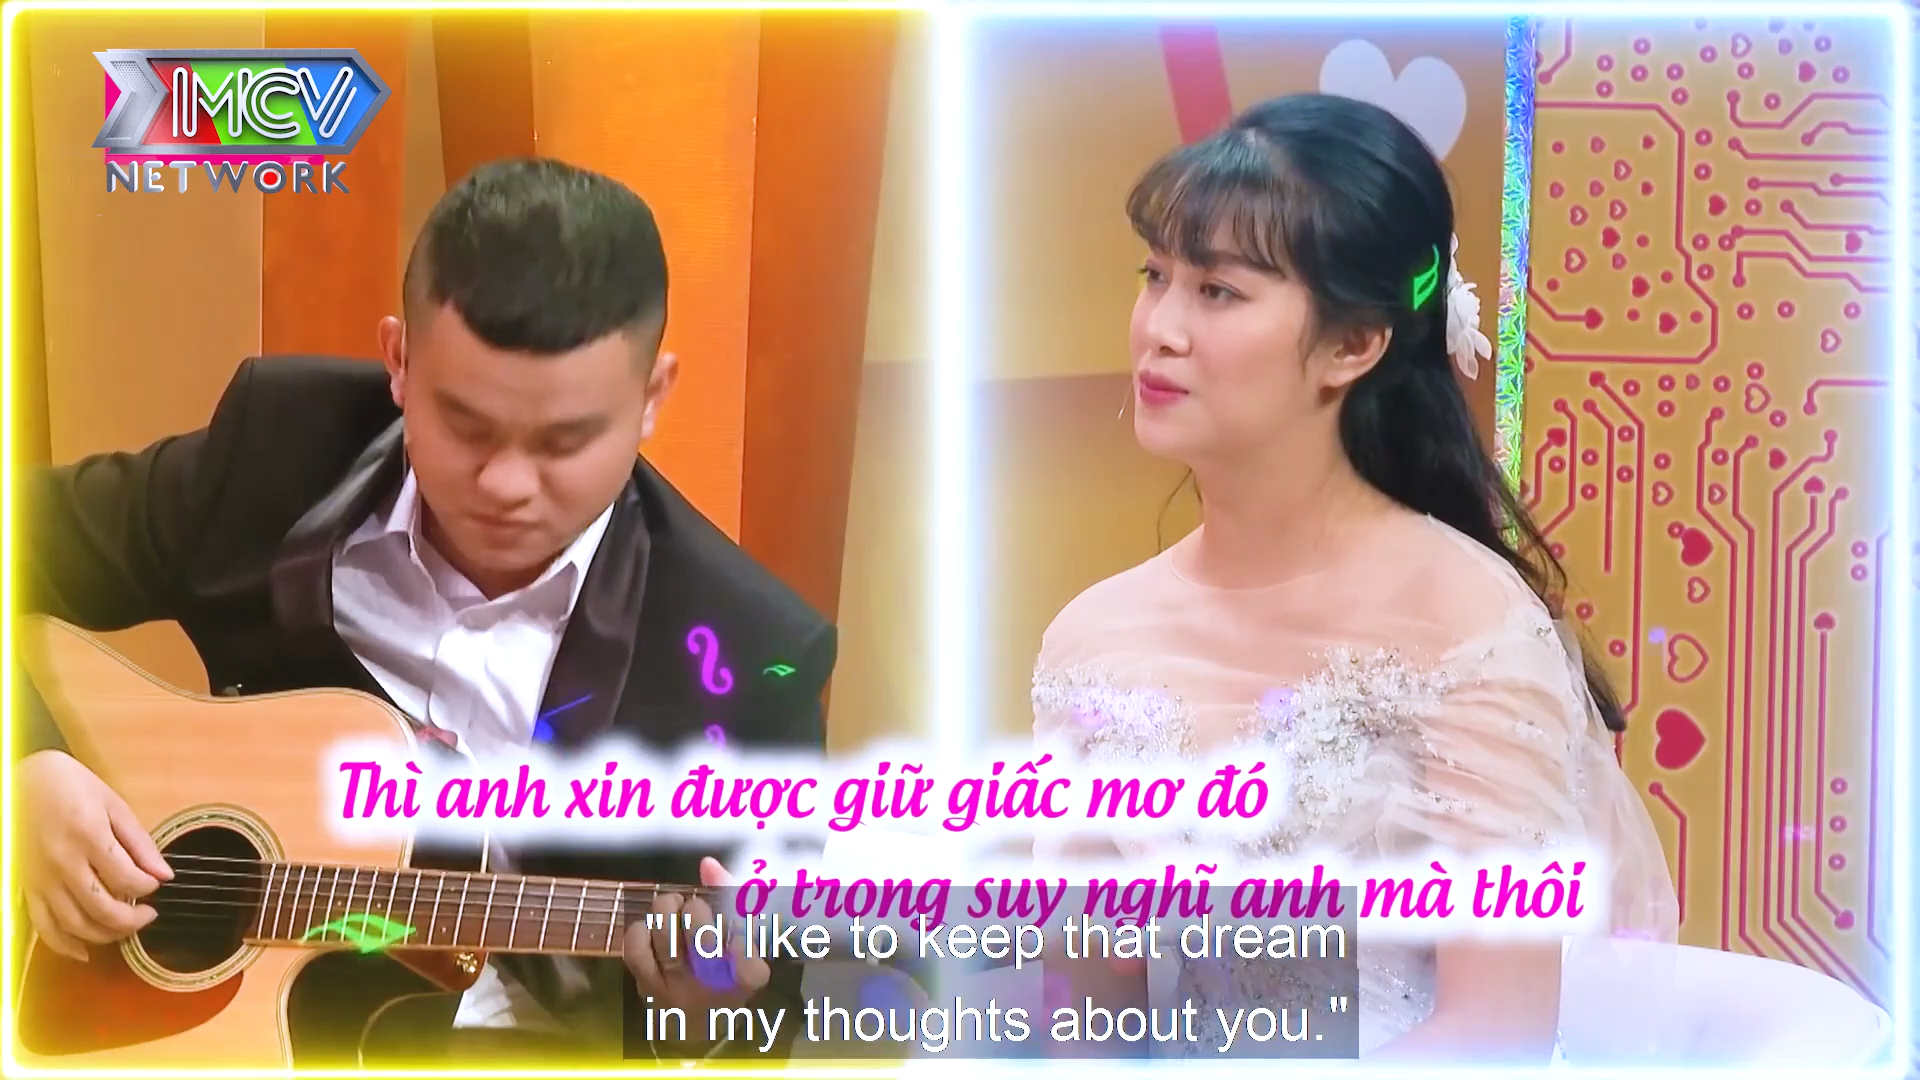 MCV
NETWORK
Thì anh xin được giữ giấc mơ đó
ở trong suy nghĩ anh mà thôi
"I'd like to keep that dream
in my thoughts about you."